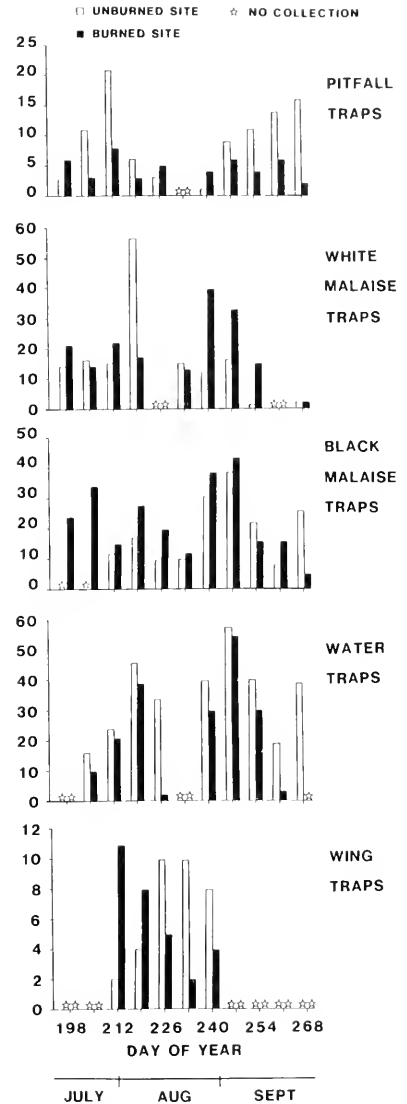 UNBURNED SITE ☆ NO COLLECTION
BURNED SITE
25
20
15
10
5
0
PITFALL
TRAPS
60
50
40
30
20
10
0
WHITE
MALAISE
TRAPS
50
40
30
20
10
0
BLACK
MALAISE
TRAPS
60
50
40
30
20
10
0
WATER
TRAPS
12
10
8
6
4
2
0
WING
TRAPS
198 212 226 240 254 268
DAY OF YEAR
JULY AUG SEPT